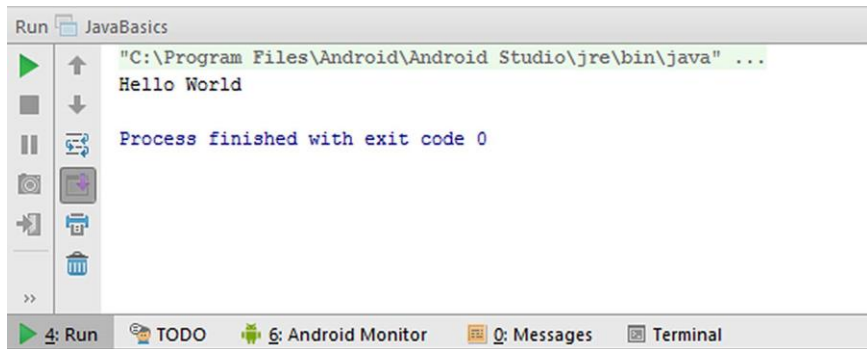 Run JavaBasics
"C:\Program Files\Android\Android Studio\jre\bin\java" ...
Hello World
Process finished with exit code 0
>>
4: Run TODO 6: Android Monitor 0: Messages Terminal